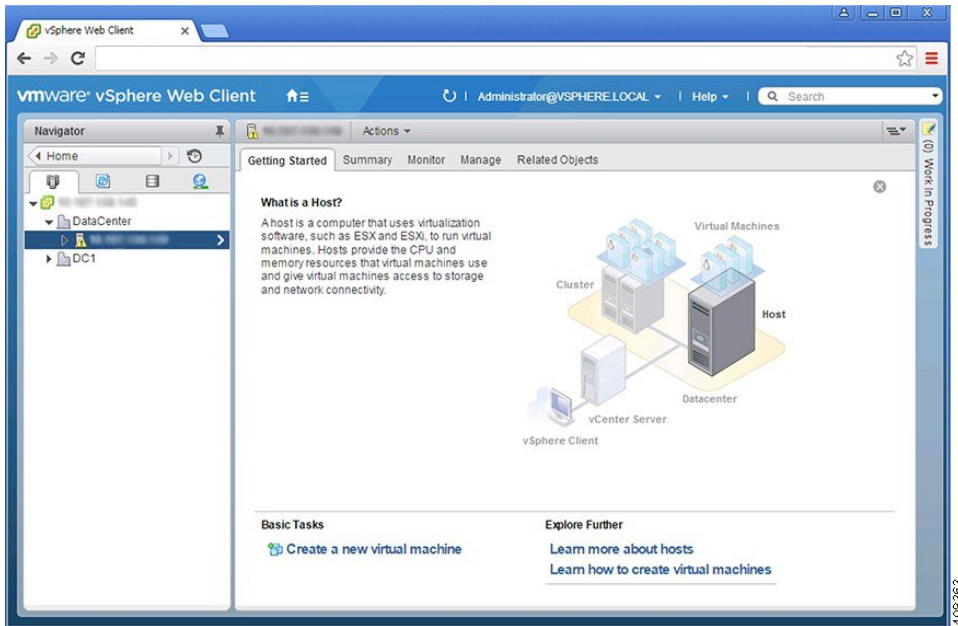 vSphere Web Client
vmware® vSphere Web Client
Administrator@VSPHERE.LOCAL
Help
Search
Navigator
Actions
Home
Getting Started
Summary
Monitor
Manage
Related Objects
DataCenter
DC1
What is a Host?
A host is a computer that uses virtualization
software, such as ESX and ESXi, to run virtual
machines. Hosts provide the CPU and
memory resources that virtual machines use
and give virtual machines access to storage
and network connectivity.
Virtual Machines
Cluster
Host
Datacenter
vCenter Server
vSphere Client
Basic Tasks
Create a new virtual machine
Explore Further
Learn more about hosts
Learn how to create virtual machines
(0) Work In Progress